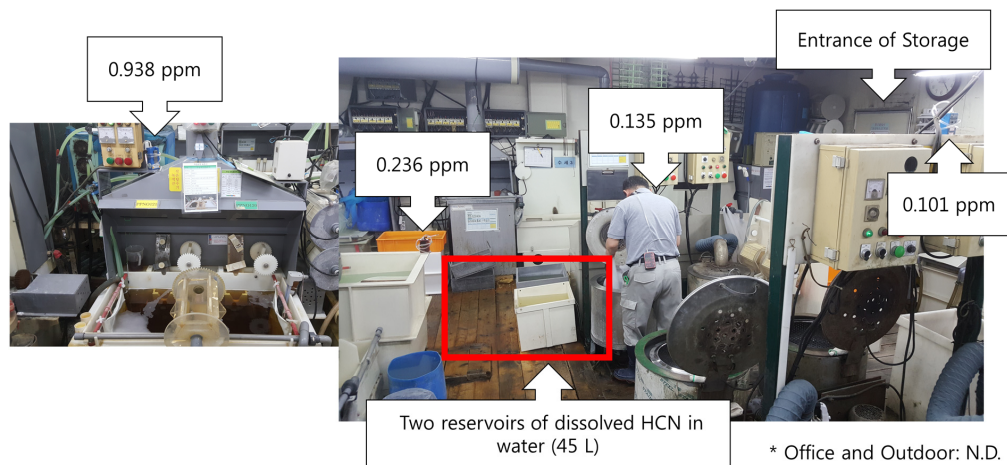 0.938 ppm
Entrance of Storage
0.236 ppm
0.135 ppm
0.101 ppm
Two reservoirs of dissolved HCN in
water (45 L)
* Office and Outdoor: N.D.